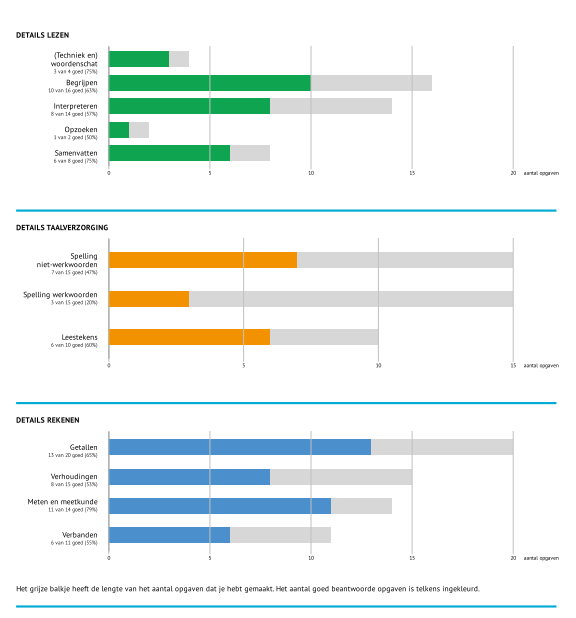 DETAILS LEZEN
(Techniek en)
woordenschat
3 van 4 goed (75%)
Begrijpen
10 van 16 goed (63%)
Interpreteren
8 van 14 goed (57%)
Opzoeken
1 van 2 goed (50%)
Samenvatten
6 van 8 goed (75%)
0 5 10 15 20 aantal opgaven
DETAILS TAALVERZORGING
Spelling
niet-werkwoorden
7 van 15 goed (47%)
Spelling werkwoorden
3 van 15 goed (20%)
Leestekens
6 van 10 goed (60%)
0 5 10 15 aantal opgaven
DETAILS REKENEN
Getallen
13 van 20 goed (65%)
Verhoudingen
8 van 15 goed (53%)
Meten en meetkunde
11 van 14 goed (79%)
Verbanden
6 van 11 goed (55%)
0 5 10 15 20 aantal opgaven
Het grijze balkje heeft de lengte van het aantal opgaven dat je hebt gemaakt. Het aantal goed beantwoorde opgaven is telkens ingekleurd.